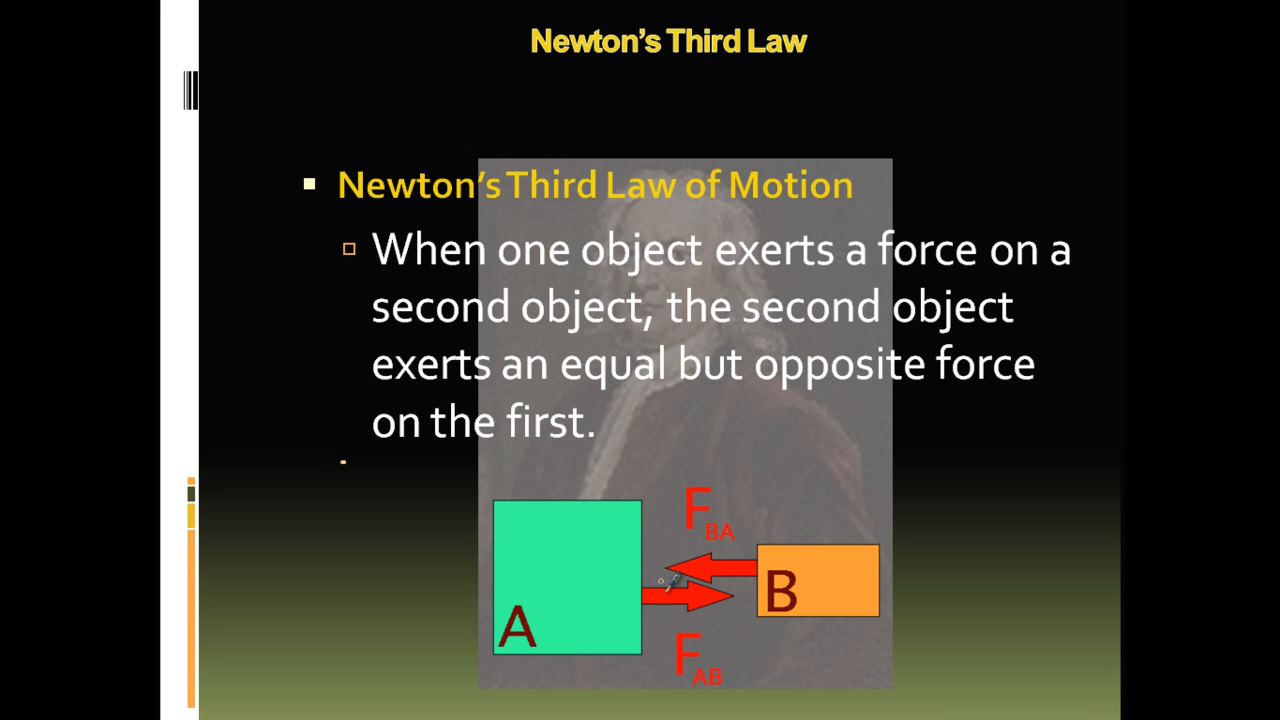 Newton's Third Law
Newton's Third Law of Motion
When one object exerts a force on a
second object, the second object
exerts an equal but opposite force
on the first.
F
BA
B
A
F
AB